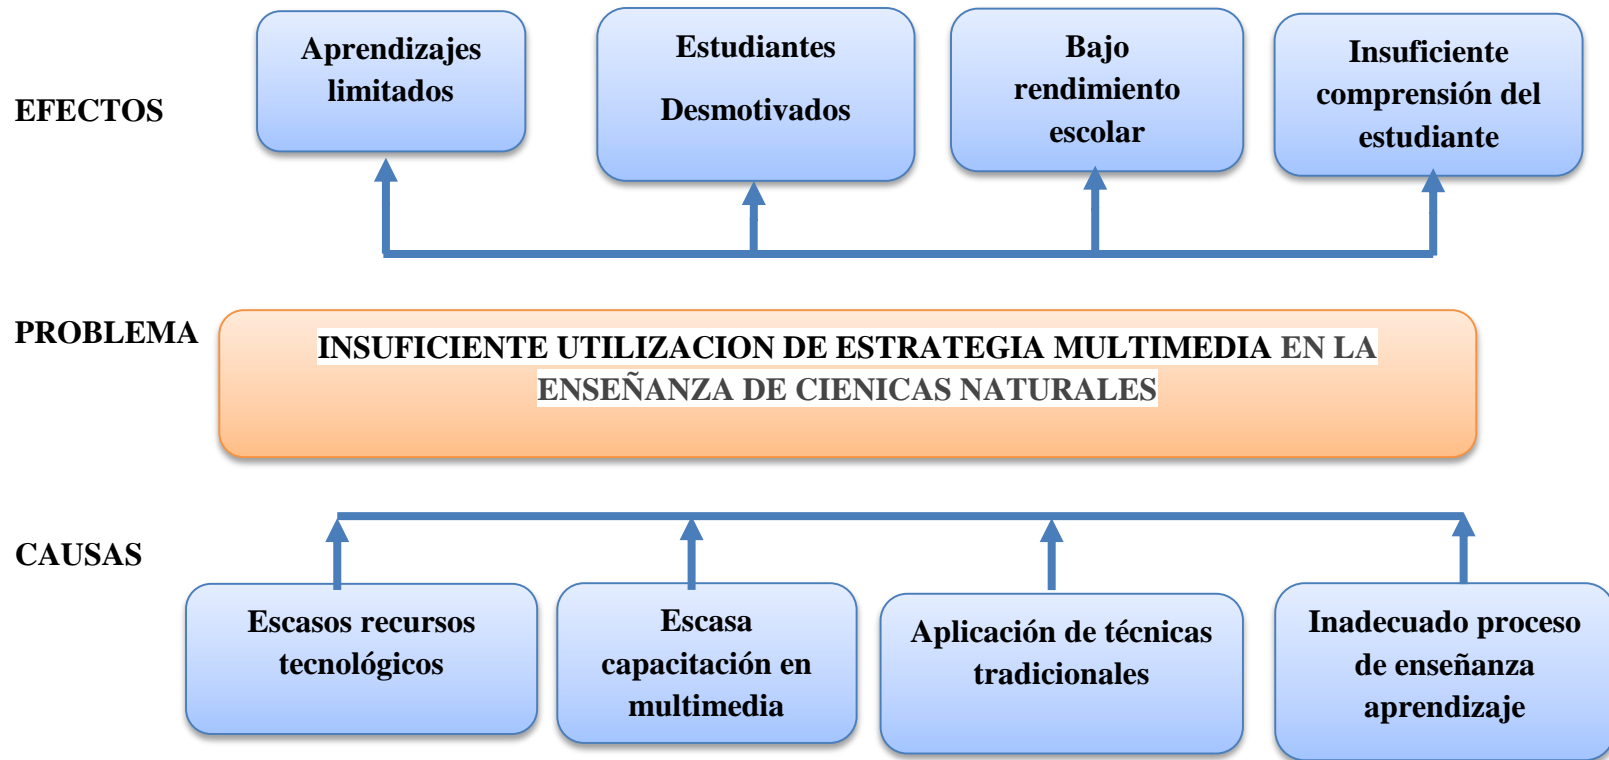 EFECTOS
Aprendizajes
limitados
Estudiantes
Desmotivados
Bajo
rendimiento
escolar
Insuficiente
comprensión del
estudiante
PROBLEMA
INSUFICIENTE UTILIZACION DE ESTRATEGIA MULTIMEDIA EN LA
ENSEÑANZA DE CIENICAS NATURALES
CAUSAS
Escasos recursos
tecnológicos
Escasa
capacitación en
multimedia
Aplicación de técnicas
tradicionales
Inadecuado proceso
de enseñanza
aprendizaje